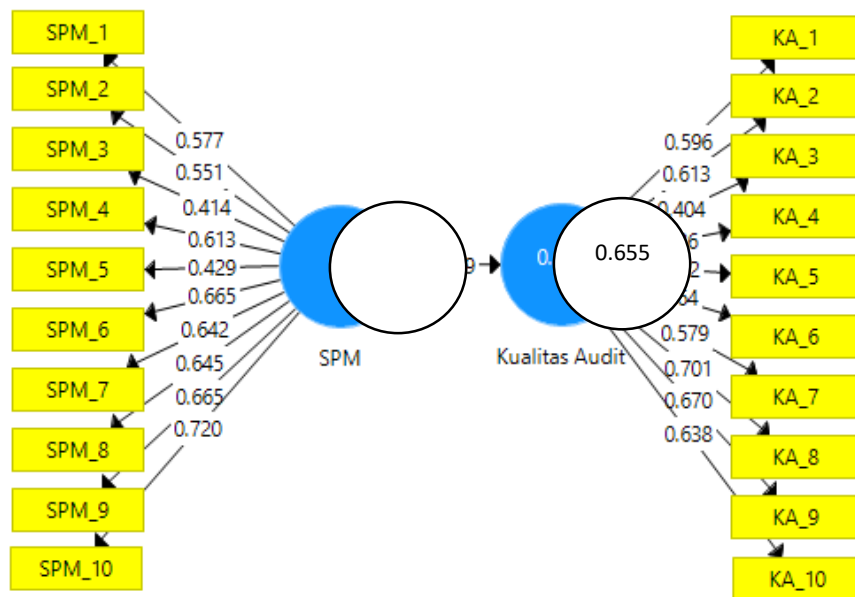 SPM_1
SPM_2
SPM_3
SPM_4
SPM_5
SPM_6
SPM_7
SPM_8
SPM_9
SPM_10
0.577
0.551
0.414
0.613
0.429
0.665
0.642
0.645
0.665
0.720
SPM
Kualitas Audit
0.655
0.596
0.613
0.404
0.579
0.701
0.670
0.638
KA_1
KA_2
KA_3
KA_4
KA_5
KA_6
KA_7
KA_8
KA_9
KA_10